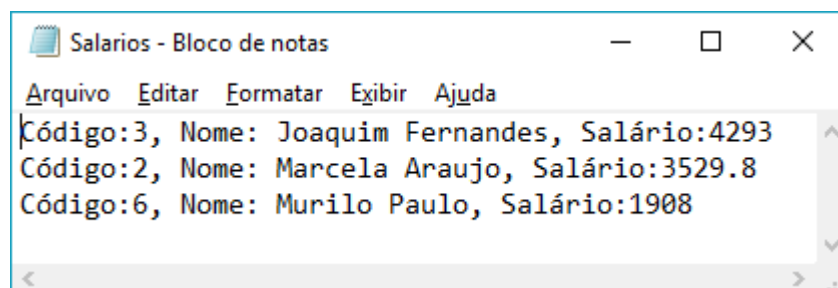 Salarios - Bloco de notas
Arquivo Editar Formatar Exibir Ajuda
Código:3, Nome: Joaquim Fernandes, Salário:4293
Código:2, Nome: Marcela Araujo, Salário:3529.8
Código:6, Nome: Murilo Paulo, Salário:1908